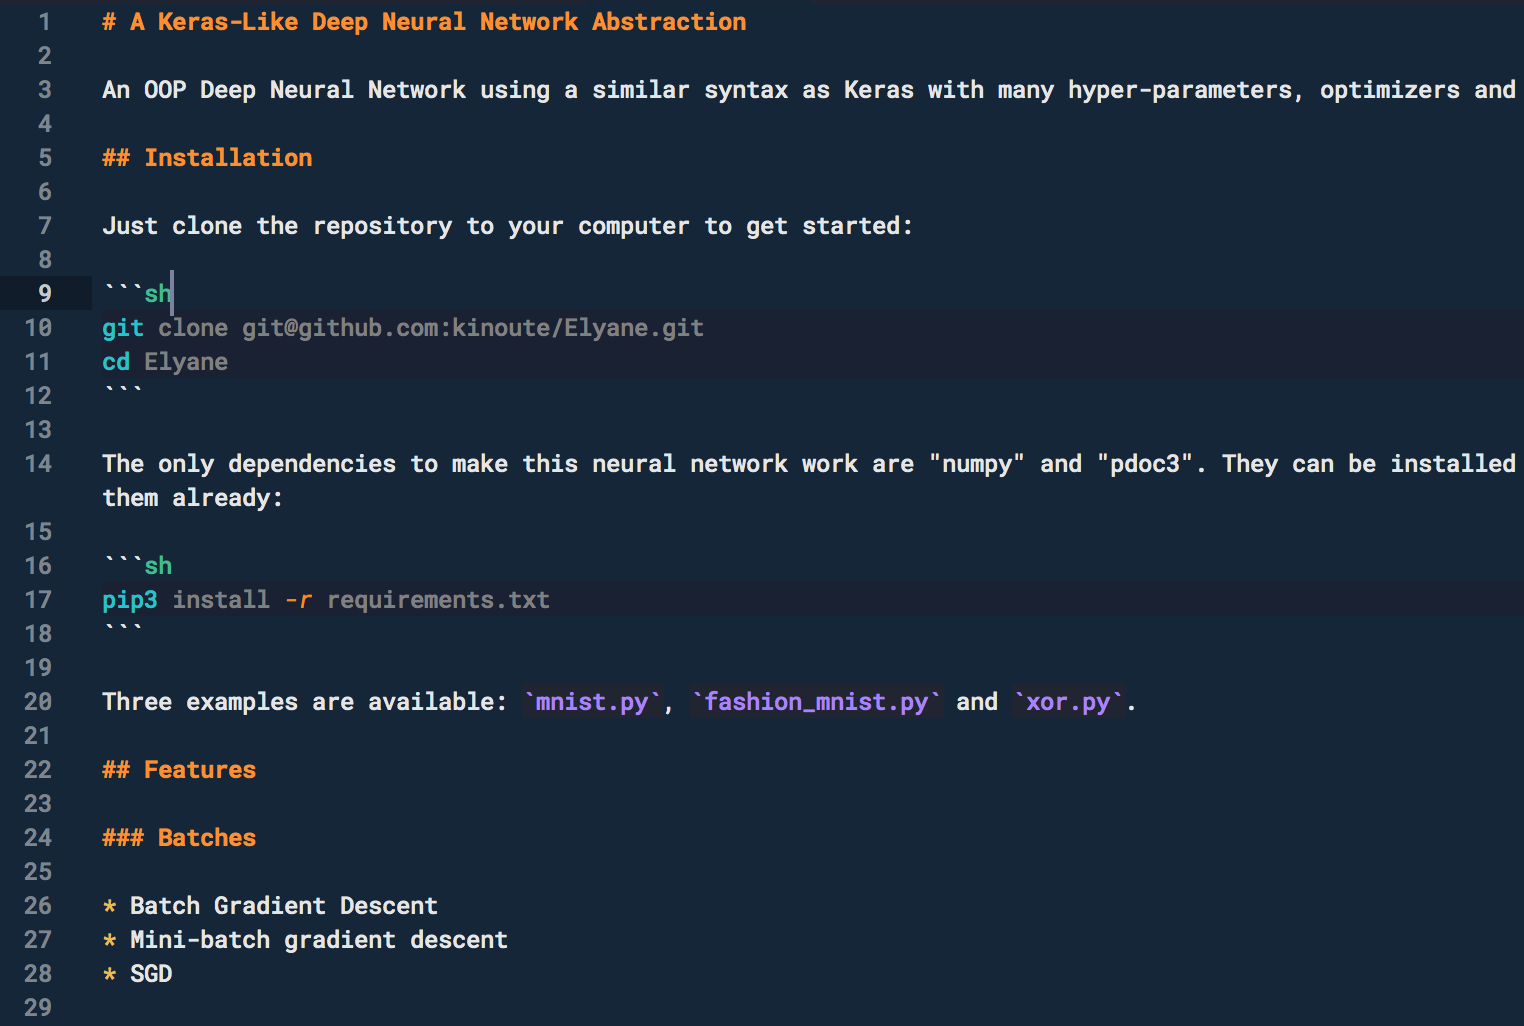 1 # A Keras-Like Deep Neural Network Abstraction
2
3 An OOP Deep Neural Network using a similar syntax as Keras with many hyper-parameters, optimizers and
4
5 ## Installation
6
7 Just clone the repository to your computer to get started:
8
9 ```sh
10 git clone git@github.com:kinoute/Elyane.git
11 cd Elyane
12 ```
13
14 The only dependencies to make this neural network work are "numpy" and "pdoc3". They can be installed
them already:
15
16 ```sh
17 pip3 install -r requirements.txt
18 ```
19
20 Three examples are available: `mnist.py`, `fashion_mnist.py` and `xor.py`.
21
22 ## Features
23
24 ### Batches
25
26 * Batch Gradient Descent
27 * Mini-batch gradient descent
28 * SGD
29